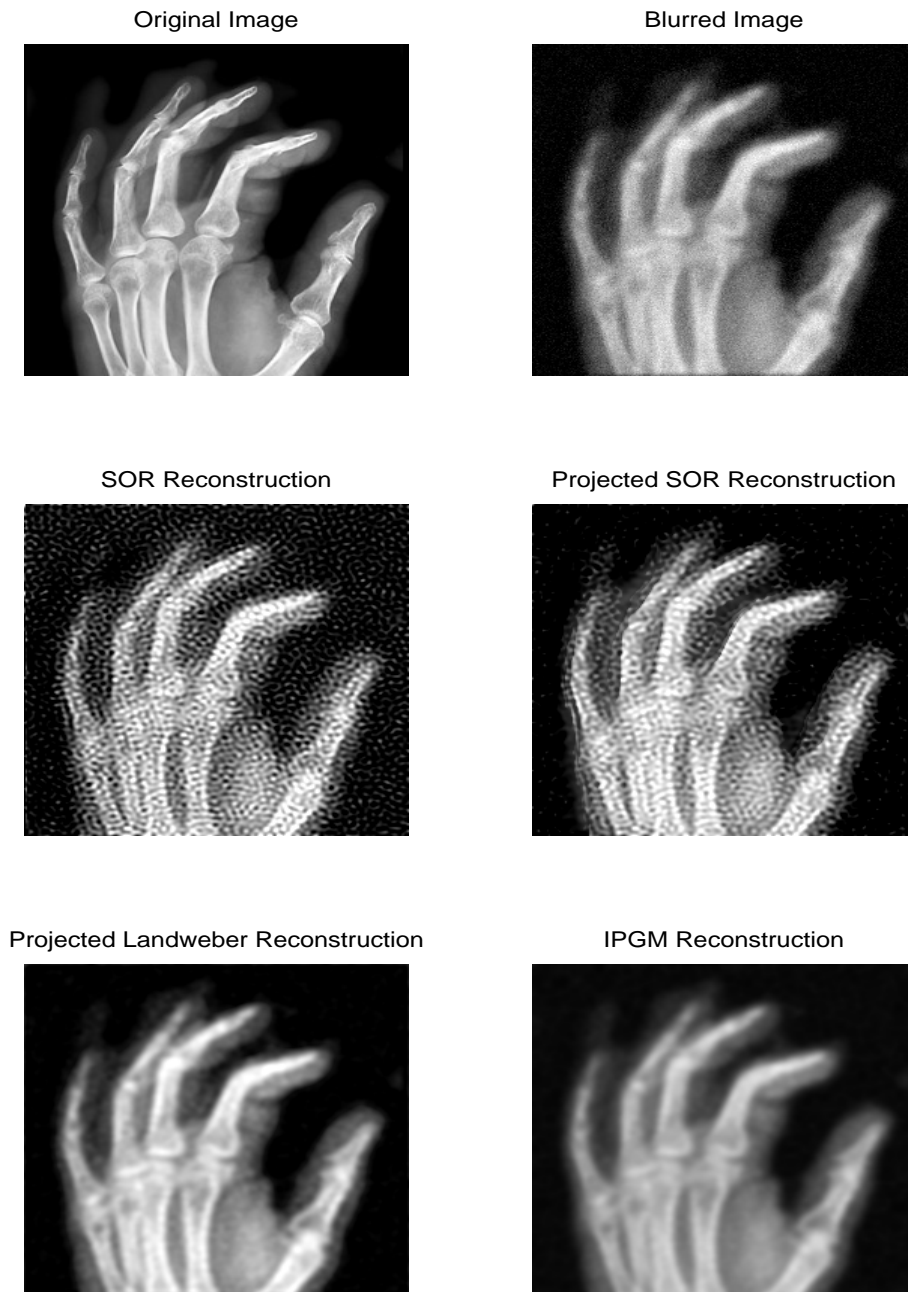 Original Image
Blurred Image
SOR Reconstruction
Projected SOR Reconstruction
Projected Landweber Reconstruction
IPGM Reconstruction